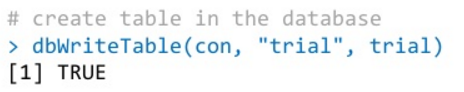 # create table in the database
> dbWriteTable(con, "trial", trial)
[1] TRUE